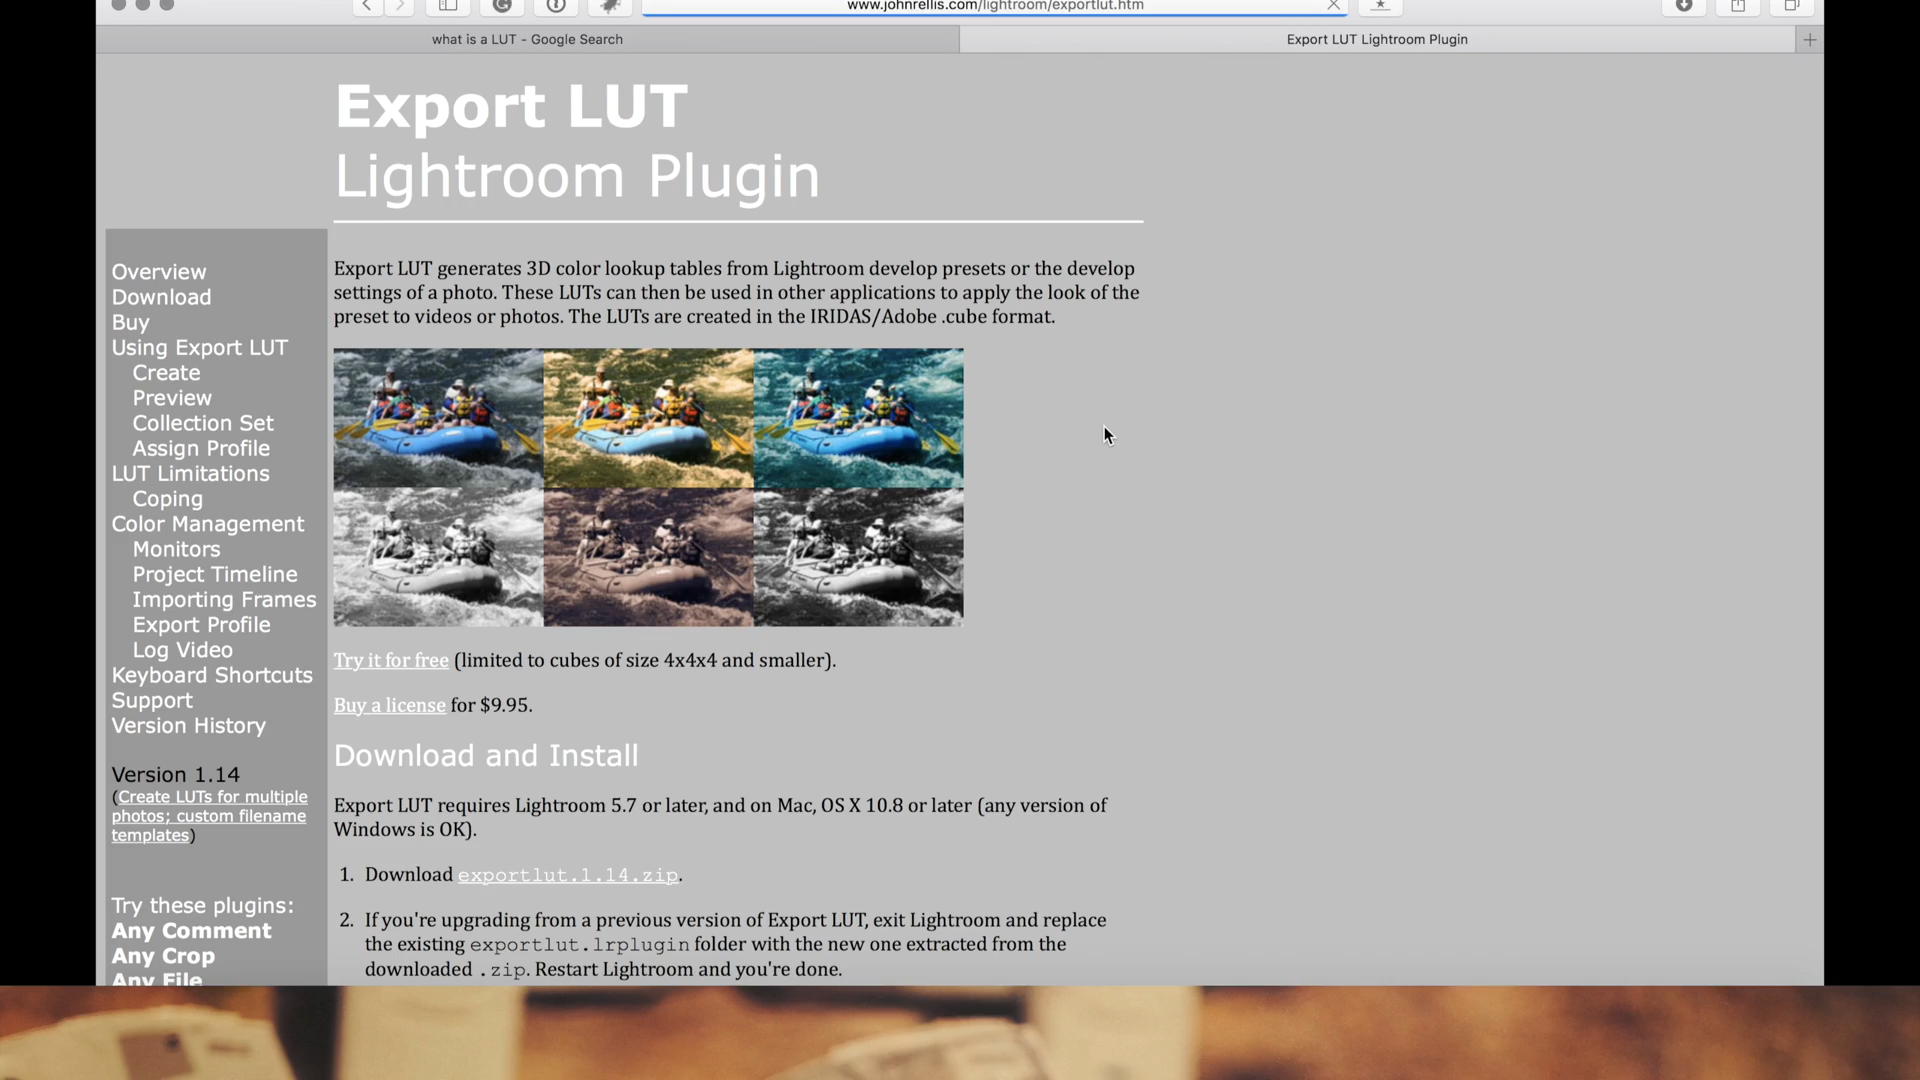 www.johnrellis.com/lightroom/exportlut.htm
what is a LUT - Google Search
Export LUT Lightroom Plugin
Export LUT
Lightroom Plugin
Overview
Download
Buy
Using Export LUT
Create
Preview
Collection Set
Assign Profile
LUT Limitations
Coping
Color Management
Monitors
Project Timeline
Importing Frames
Export Profile
Log Video
Keyboard Shortcuts
Support
Version History
Version 1.14
(Create LUTs for multiple
photos; custom filename
templates)
Try these plugins:
Any Comment
Any Crop
Any File
Export LUT generates 3D color lookup tables from Lightroom develop presets or the develop
settings of a photo. These LUTs can then be used in other applications to apply the look of the
preset to videos or photos. The LUTs are created in the IRIDAS/Adobe .cube format.
Try it for free (limited to cubes of size 4x4x4 and smaller).
Buy a license for $9.95.
Download and Install
Export LUT requires Lightroom 5.7 or later, and on Mac, OS X 10.8 or later (any version of
Windows is OK).
1. Download exportlut.1.14.zip.
2. If you're upgrading from a previous version of Export LUT, exit Lightroom and replace
the existing exportlut.lrplugin folder with the new one extracted from the
downloaded .zip. Restart Lightroom and you're done.